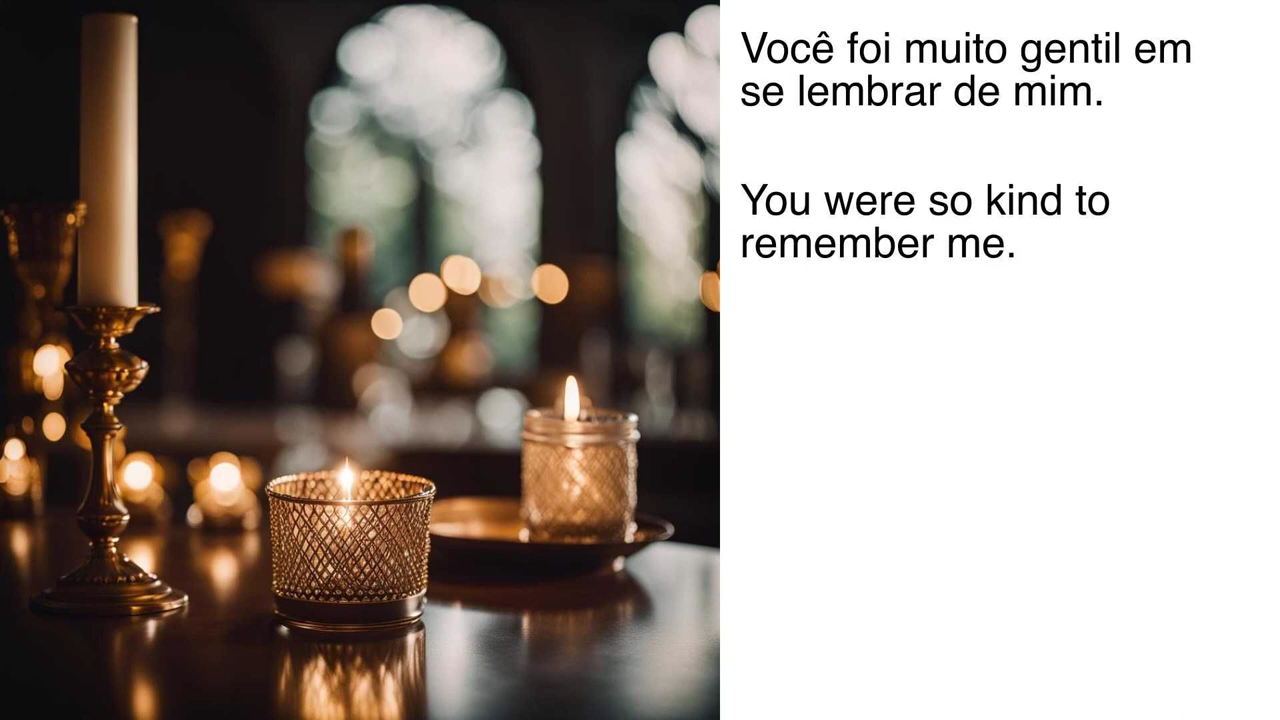 Você foi muito gentil em
se lembrar de mim.
You were so kind to
remember me.